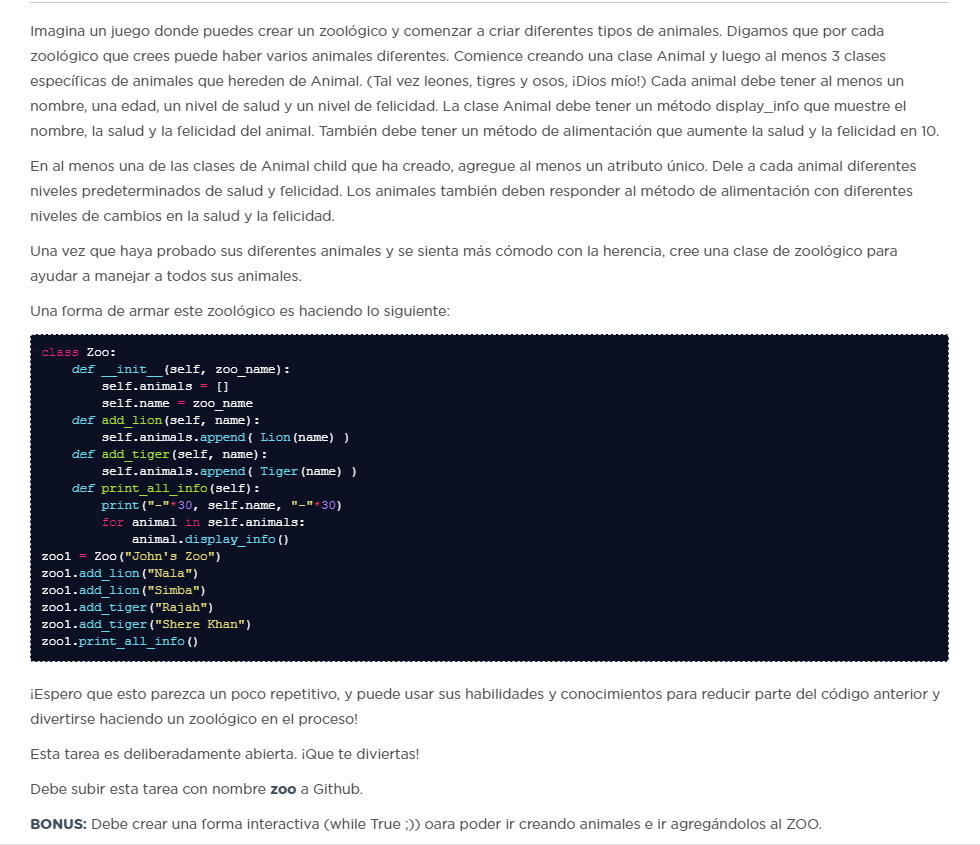 Imagina un juego donde puedes crear un zoológico y comenzar a criar diferentes tipos de animales. Digamos que por cada
zoológico que crees puede haber varios animales diferentes. Comience creando una clase Animal y luego al menos 3 clases
específicas de animales que hereden de Animal. (Tal vez leones, tigres y osos, ¡Dios mío!) Cada animal debe tener al menos un
nombre, una edad, un nivel de salud y un nivel de felicidad. La clase Animal debe tener un método display_info que muestre el
nombre, la salud y la felicidad del animal. También debe tener un método de alimentación que aumente la salud y la felicidad en 10.
En al menos una de las clases de Animal child que ha creado, agregue al menos un atributo único. Dele a cada animal diferentes
niveles predeterminados de salud y felicidad. Los animales también deben responder al método de alimentación con diferentes
niveles de cambios en la salud y la felicidad.
Una vez que haya probado sus diferentes animales y se sienta más cómodo con la herencia, cree una clase de zoológico para
ayudar a manejar a todos sus animales.
Una forma de armar este zoológico es haciendo lo siguiente:
class Zoo:
    def __init__(self, zoo_name):
        self.animals = []
        self.name = zoo_name
    def add_lion(self, name):
        self.animals.append( Lion(name) )
    def add_tiger(self, name):
        self.animals.append( Tiger(name) )
    def print_all_info(self):
        print("-"*30, self.name, "-"*30)
        for animal in self.animals:
            animal.display_info()
zoo1 = Zoo("John's Zoo")
zoo1.add_lion("Nala")
zoo1.add_lion("Simba")
zoo1.add_tiger("Rajah")
zoo1.add_tiger("Shere Khan")
zoo1.print_all_info()
¡Espero que esto parezca un poco repetitivo, y puede usar sus habilidades y conocimientos para reducir parte del código anterior y
divertirse haciendo un zoológico en el proceso!
Esta tarea es deliberadamente abierta. ¡Que te diviertas!
Debe subir esta tarea con nombre zoo a Github.
BONUS: Debe crear una forma interactiva (while True ;)) oara poder ir creando animales e ir agregándolos al ZOO.